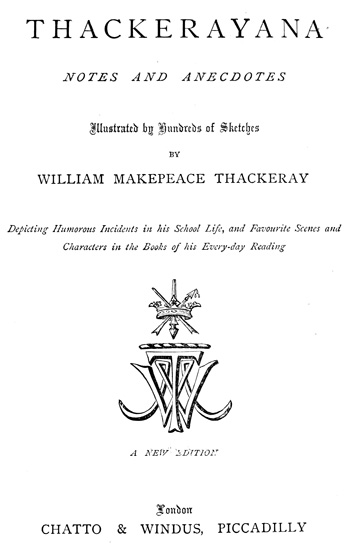 THACKERAYANA
NOTES AND ANECDOTES
Illustrated by Hundreds of Sketches
BY
WILLIAM MAKEPEACE THACKERAY
Depicting Humorous Incidents in his School Life, and Favourite Scenes and
Characters in the Books of his Every-day Reading
A NEW EDITION
London
CHATTO & WINDUS, PICCADILLY